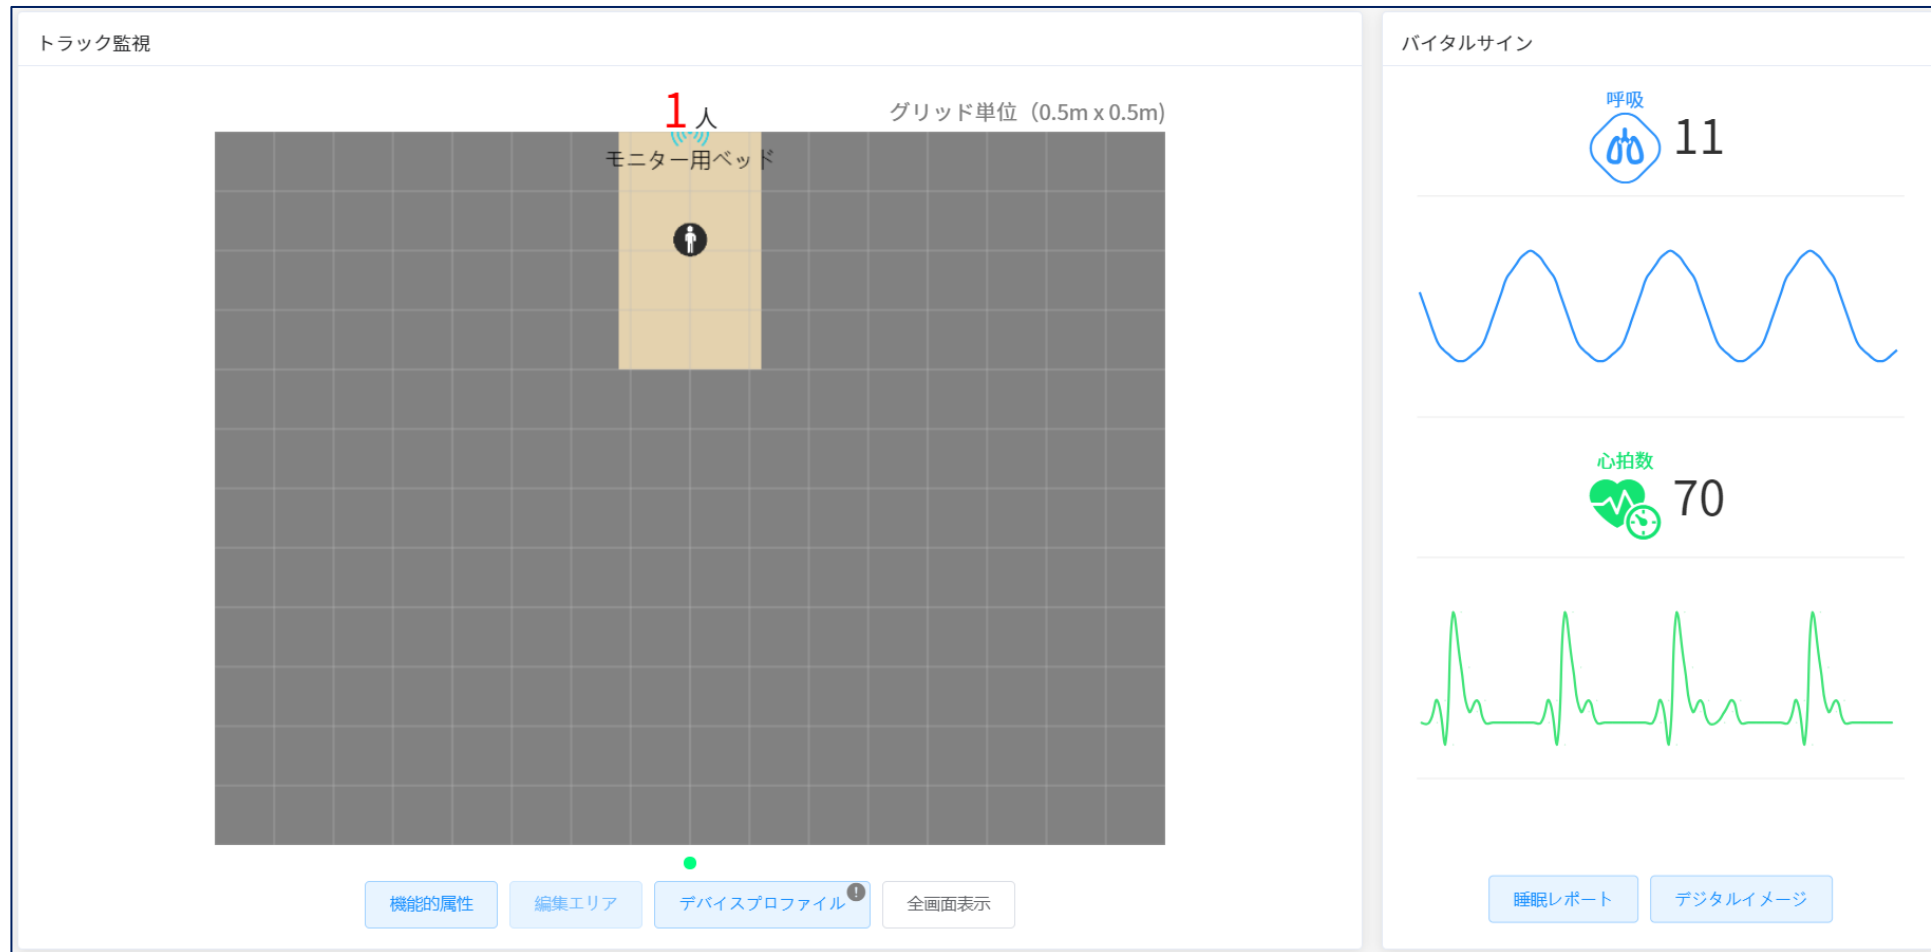 トラック監視
1人
グリッド単位（0.5m x 0.5m)
モニター用ベッド
機能的属性
編集エリア
デバイスプロファイル
!
全画面表示
バイタルサイン
呼吸
11
心拍数
70
睡眠レポート
デジタルイメージ